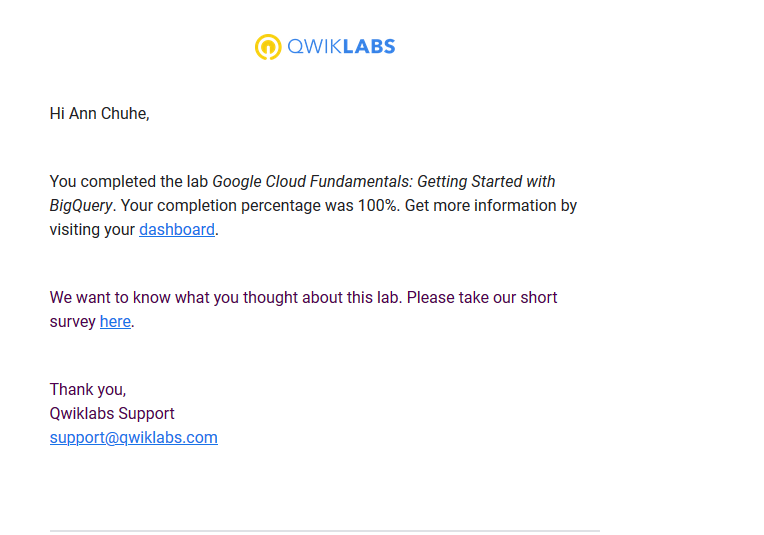 QWIKLABS
Hi Ann Chuhe,
You completed the lab Google Cloud Fundamentals: Getting Started with
BigQuery. Your completion percentage was 100%. Get more information by
visiting your dashboard.
We want to know what you thought about this lab. Please take our short
survey here.
Thank you,
Qwiklabs Support
support@qwiklabs.com